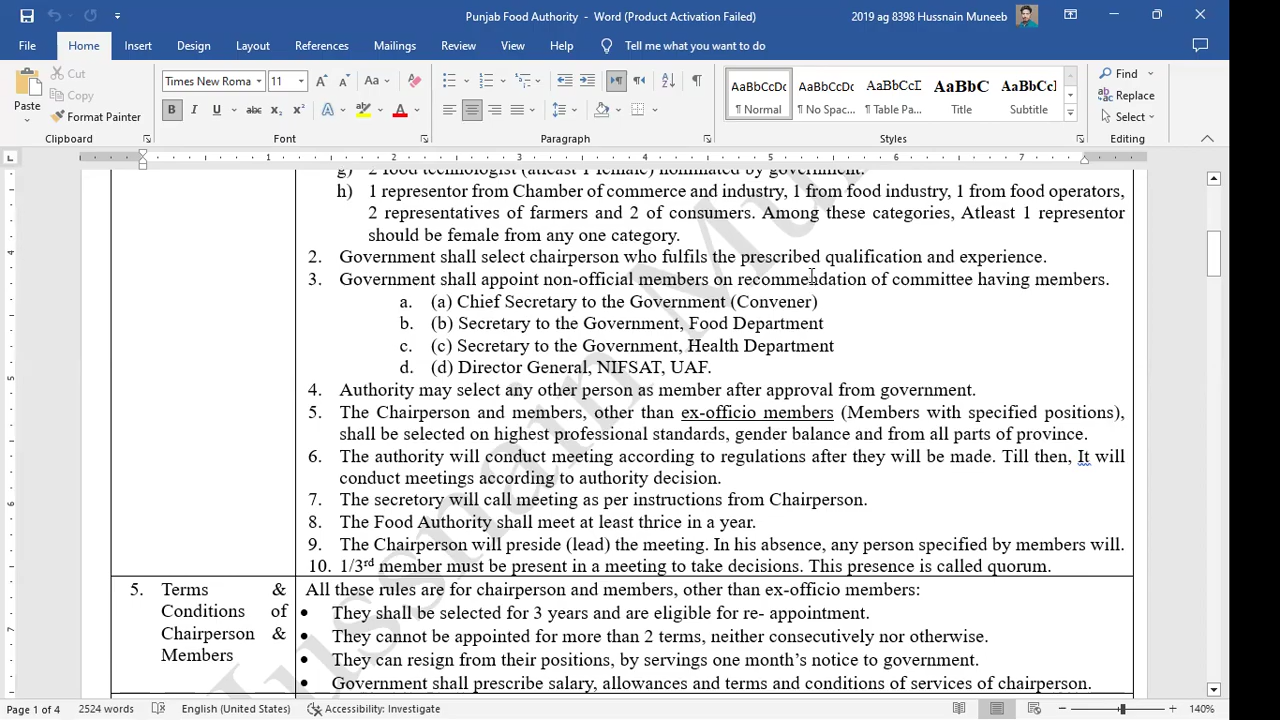 Punjab Food Authority - Word (Product Activation Failed)
2019 ag 8398 Hussnain Muneeb
File Home Insert Design Layout References Mailings Review View Help Tell me what you want to do
Cut
Copy
Format Painter
Paste
Clipboard
Times New Roma 11
Font
Paragraph
AaBbCcDc ¶ Normal
AaBbCcDc ¶ No Spac...
AaBbCcI ¶ Table Pa...
AaBbC Title
AaBbCcl Subtitle
Styles
Find
Replace
Select
Editing
g) 2 food technologist (atleast 1 female) nominated by government.
h) 1 representor from Chamber of commerce and industry, 1 from food industry, 1 from food operators,
2 representatives of farmers and 2 of consumers. Among these categories, Atleast 1 representor
should be female from any one category.
2. Government shall select chairperson who fulfils the prescribed qualification and experience.
3. Government shall appoint non-official members on recommendation of committee having members.
a. (a) Chief Secretary to the Government (Convener)
b. (b) Secretary to the Government, Food Department
c. (c) Secretary to the Government, Health Department
d. (d) Director General, NIFSAT, UAF.
4. Authority may select any other person as member after approval from government.
5. The Chairperson and members, other than ex-officio members (Members with specified positions),
shall be selected on highest professional standards, gender balance and from all parts of province.
6. The authority will conduct meeting according to regulations after they will be made. Till then, It will
conduct meetings according to authority decision.
7. The secretory will call meeting as per instructions from Chairperson.
8. The Food Authority shall meet at least thrice in a year.
9. The Chairperson will preside (lead) the meeting. In his absence, any person specified by members will.
10. 1/3rd member must be present in a meeting to take decisions. This presence is called quorum.
5. Terms & Conditions of Chairperson & Members
All these rules are for chairperson and members, other than ex-officio members:
• They shall be selected for 3 years and are eligible for re- appointment.
• They cannot be appointed for more than 2 terms, neither consecutively nor otherwise.
• They can resign from their positions, by servings one month's notice to government.
• Government shall prescribe salary, allowances and terms and conditions of services of chairperson.
Hussnain Mu
Page 1 of 4 2524 words English (United States) Accessibility: Investigate 140%